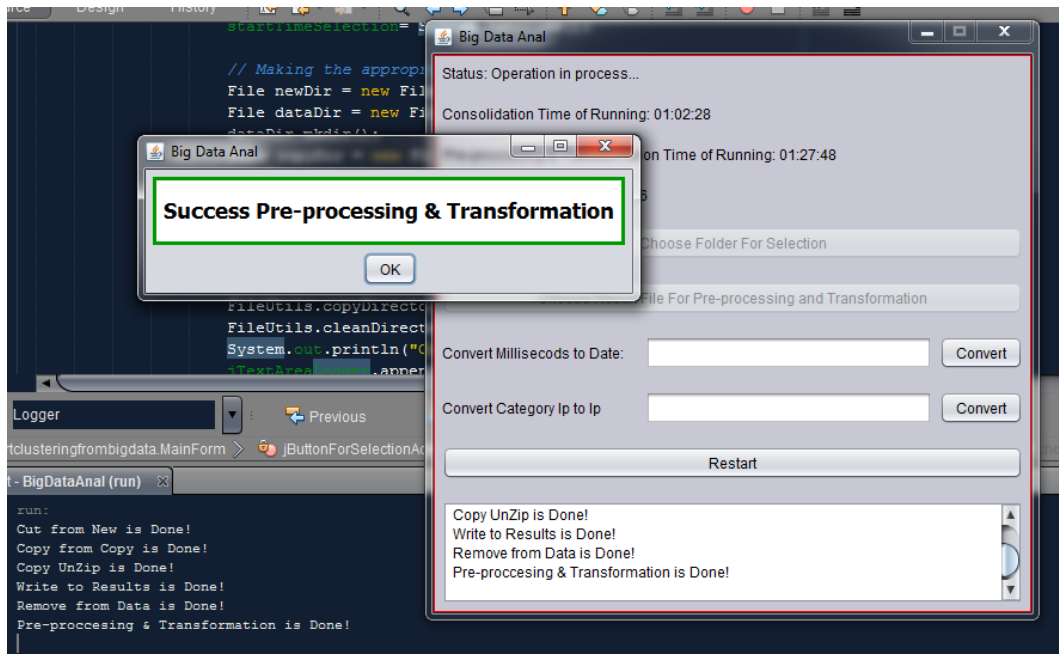 Design History
startTimeSelection=
Big Data Anal
// Making the appropr
File newDir = new Fil
File dataDir = new Fi
dataDir.mkdir();
Status: Operation in process...
Consolidation Time of Running: 01:02:28
on Time of Running: 01:27:48
6
Big Data Anal
Success Pre-processing & Transformation
OK
Choose Folder For Selection
File For Pre-processing and Transformation
FileUtils.copyDirecto
FileUtils.cleanDirect
System.out.println("C
jTextAreaLogger.appen
Convert Millisecods to Date:
Convert
Convert Category Ip to Ip
Convert
Restart
Logger
Previous
rtclusteringfrombigdata.MainForm
jButtonForSelectionAc
t - BigDataAnal (run)
run:
Cut from New is Done!
Copy from Copy is Done!
Copy UnZip is Done!
Write to Results is Done!
Remove from Data is Done!
Pre-proccesing & Transformation is Done!
Copy UnZip is Done!
Write to Results is Done!
Remove from Data is Done!
Pre-proccesing & Transformation is Done!